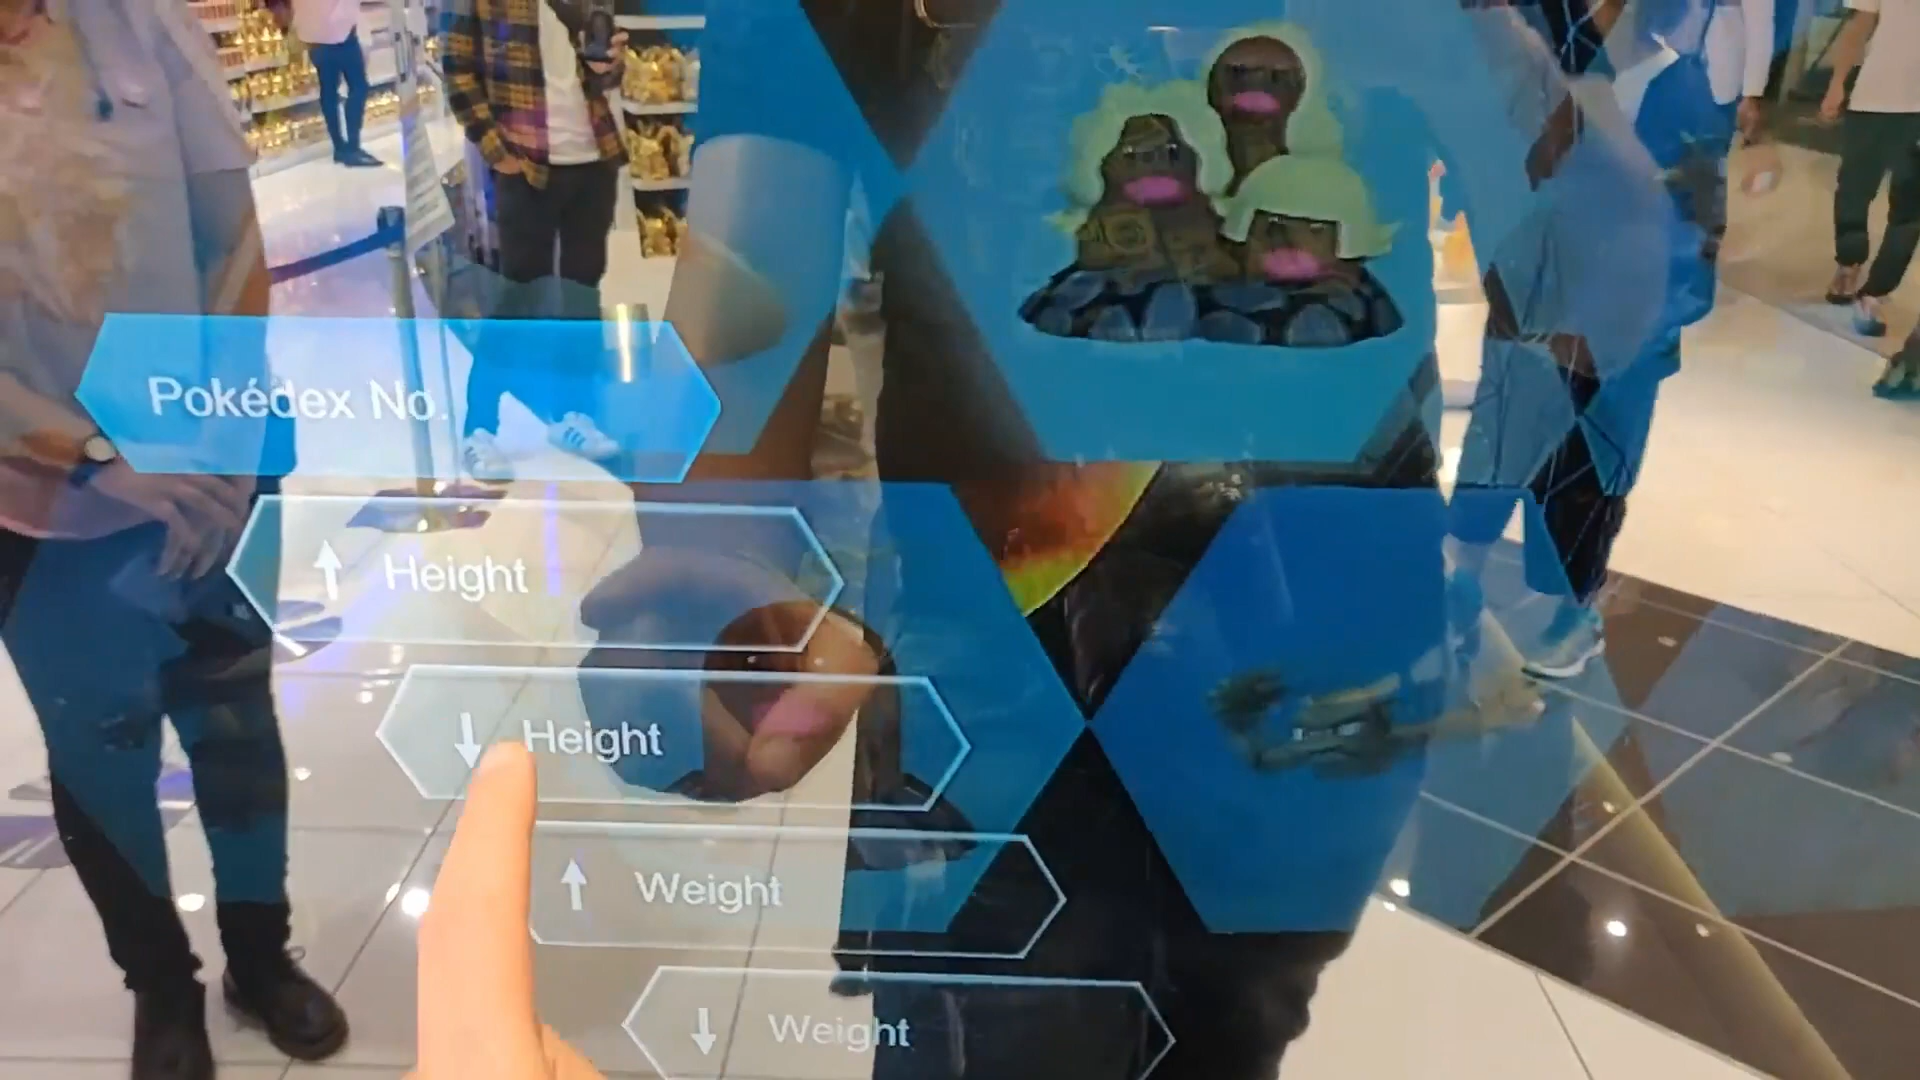 Pokédex No.
↑ Height
↓ Height
↑ Weight
↓ Weight